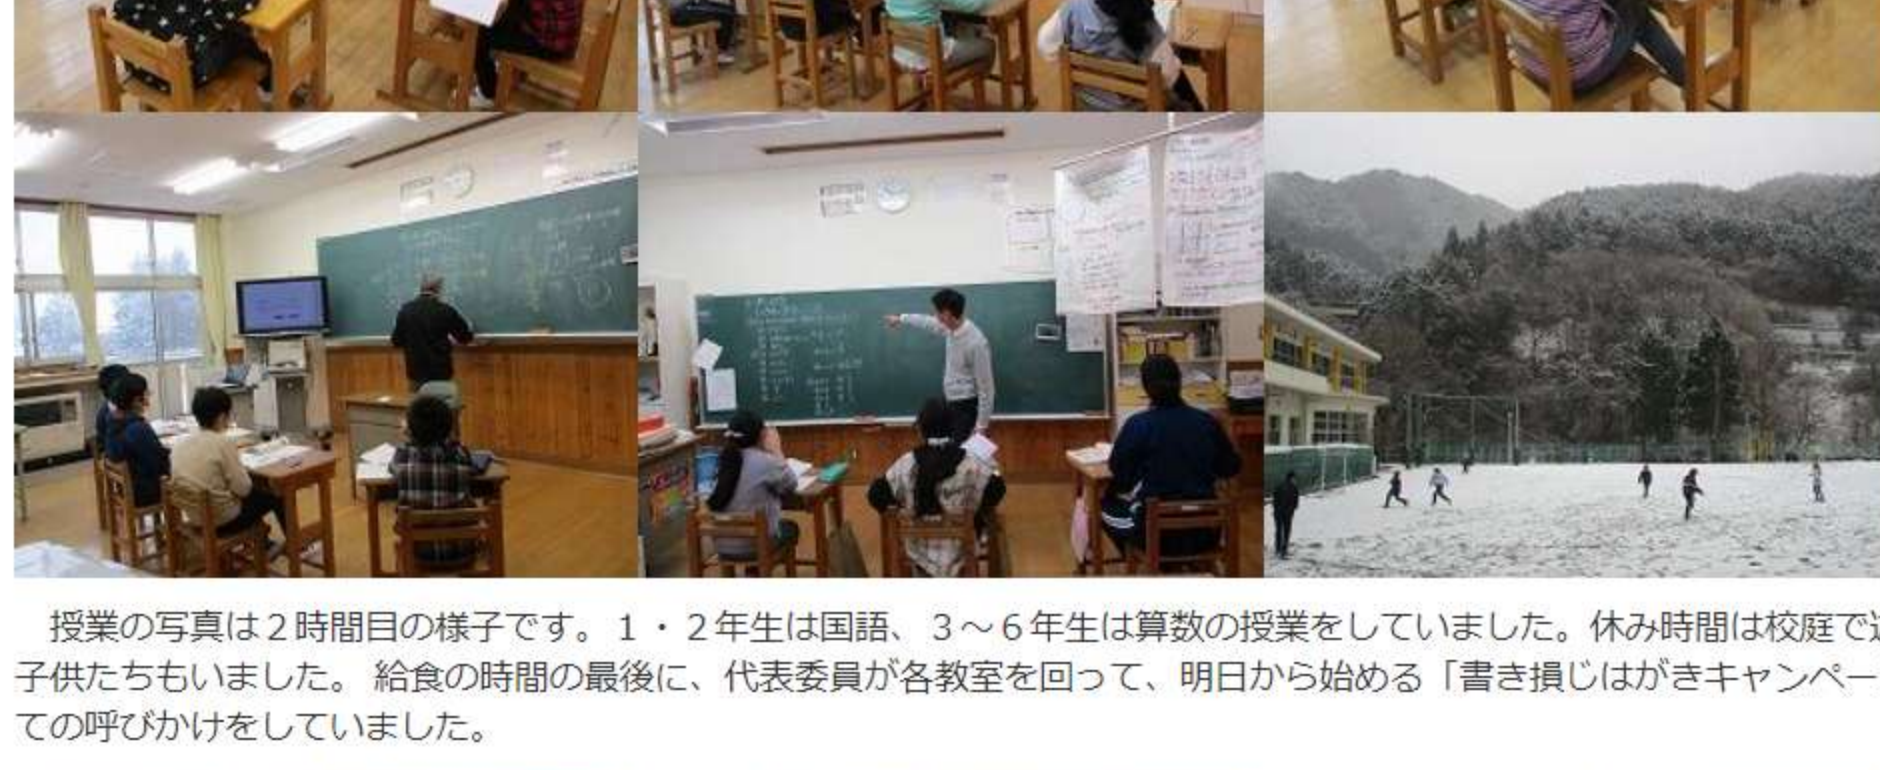 授業の写真は２時間目の様子です。１・２年生は国語、３～６年生は算数の授業をしていました。休み時間は校庭で
子供たちもいました。 給食の時間の最後に、代表委員が各教室を回って、明日から始める「書き損じはがきキャンペー
ての呼びかけをしていました。